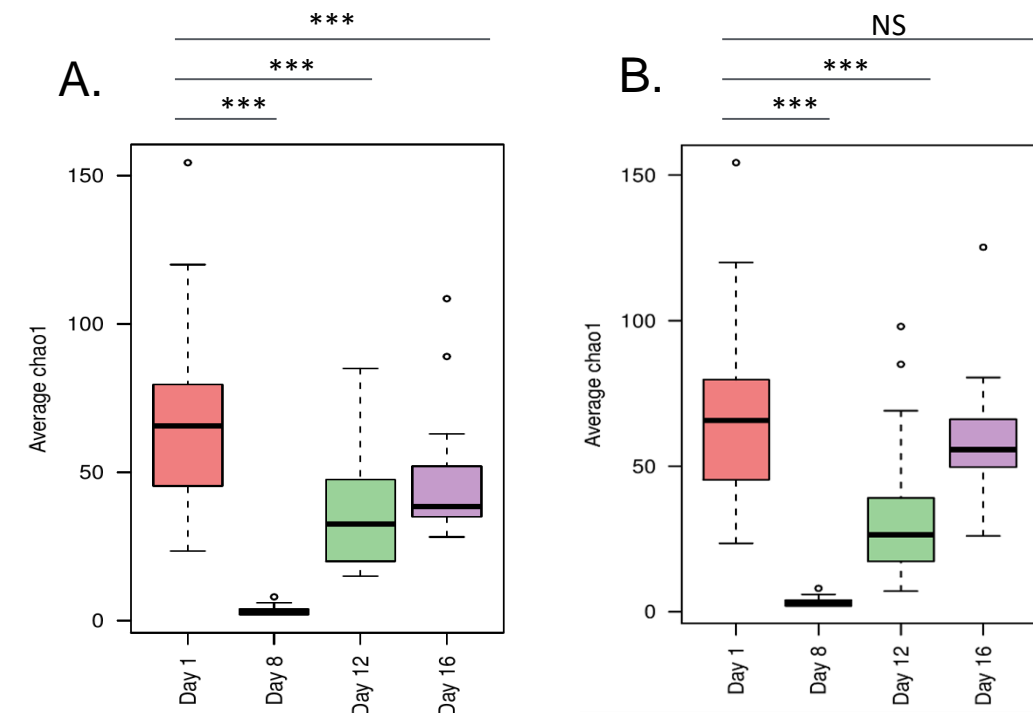 ***
***
A.
***
150
100
50
0
Average chao1
Day 1
Day 8
Day 12
Day 16
NS
***
B.
***
150
100
50
0
Average chao1
Day 1
Day 8
Day 12
Day 16